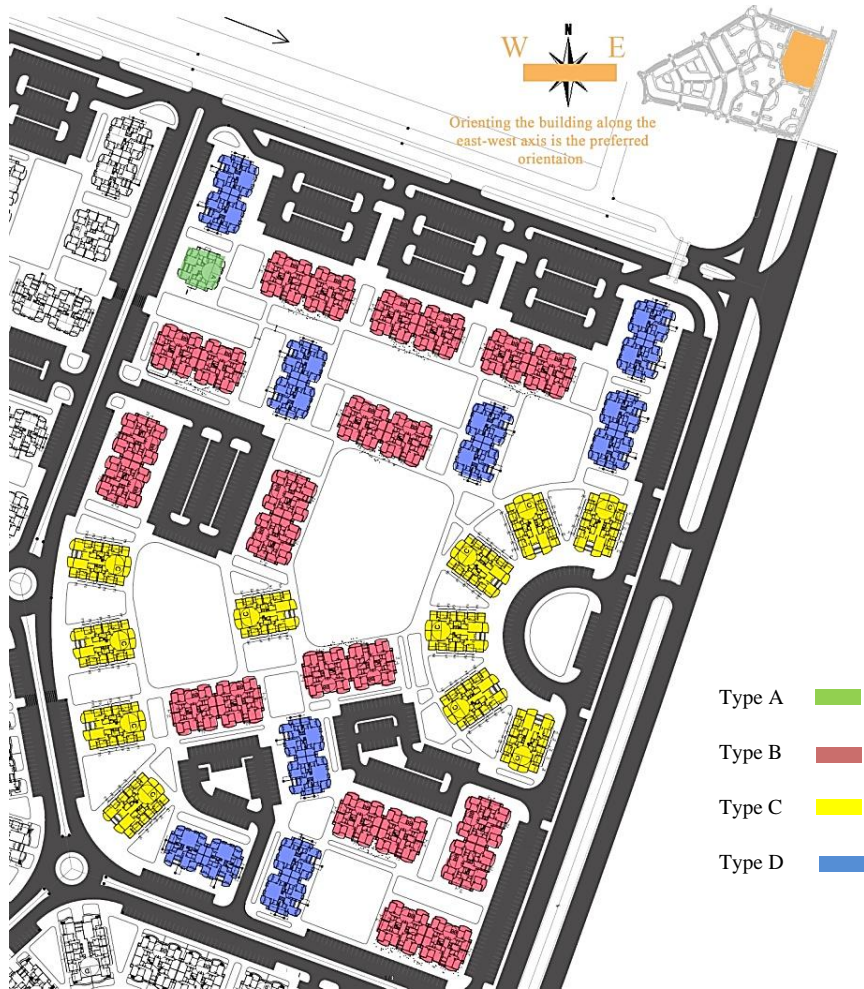 N
W E
Orienting the building along the
east-west axis is the preferred
orientaion
Type A
Type B
Type C
Type D